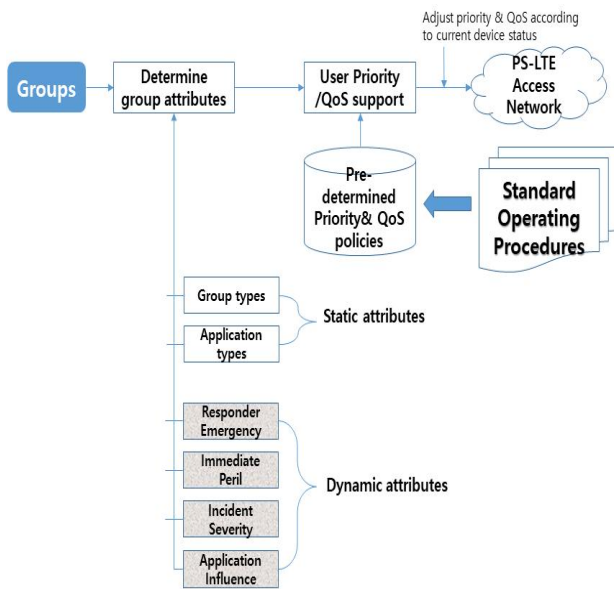 Adjust priority & QoS according
to current device status
Groups
Determine
group attributes
User Priority
/QoS support
PS-LTE
Access
Network
Pre-
determined
Priority& QoS
policies
Standard
Operating
Procedures
Group types
Application
types
Static attributes
Responder
Emergency
Immediate
Peril
Incident
Severity
Application
Influence
Dynamic attributes